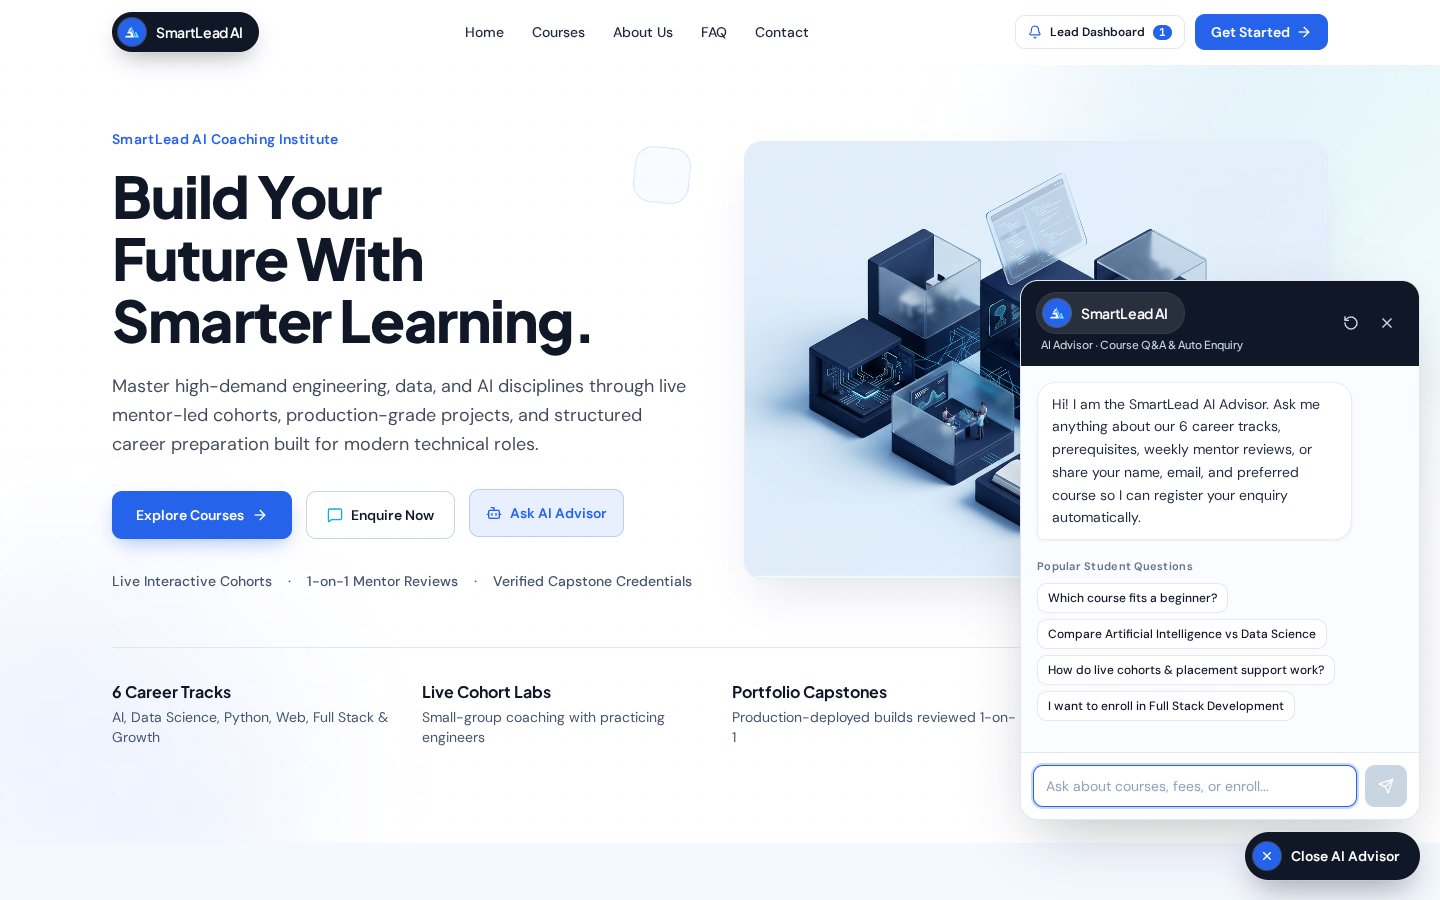 SmartLead AI
Home
Courses
About Us
FAQ
Contact
Lead Dashboard 1
Get Started
SmartLead AI Coaching Institute
Build Your
Future With
Smarter Learning.
Master high-demand engineering, data, and AI disciplines through live
mentor-led cohorts, production-grade projects, and structured
career preparation built for modern technical roles.
Explore Courses
Enquire Now
Ask AI Advisor
Live Interactive Cohorts · 1-on-1 Mentor Reviews · Verified Capstone Credentials
6 Career Tracks
AI, Data Science, Python, Web, Full Stack &
Growth
Live Cohort Labs
Small-group coaching with practicing
engineers
Portfolio Capstones
Production-deployed builds reviewed 1-on-
1
SmartLead AI
AI Advisor · Course Q&A & Auto Enquiry
Hi! I am the SmartLead AI Advisor. Ask me
anything about our 6 career tracks,
prerequisites, weekly mentor reviews, or
share your name, email, and preferred
course so I can register your enquiry
automatically.
Popular Student Questions
Which course fits a beginner?
Compare Artificial Intelligence vs Data Science
How do live cohorts & placement support work?
I want to enroll in Full Stack Development
Ask about courses, fees, or enroll...
Close AI Advisor